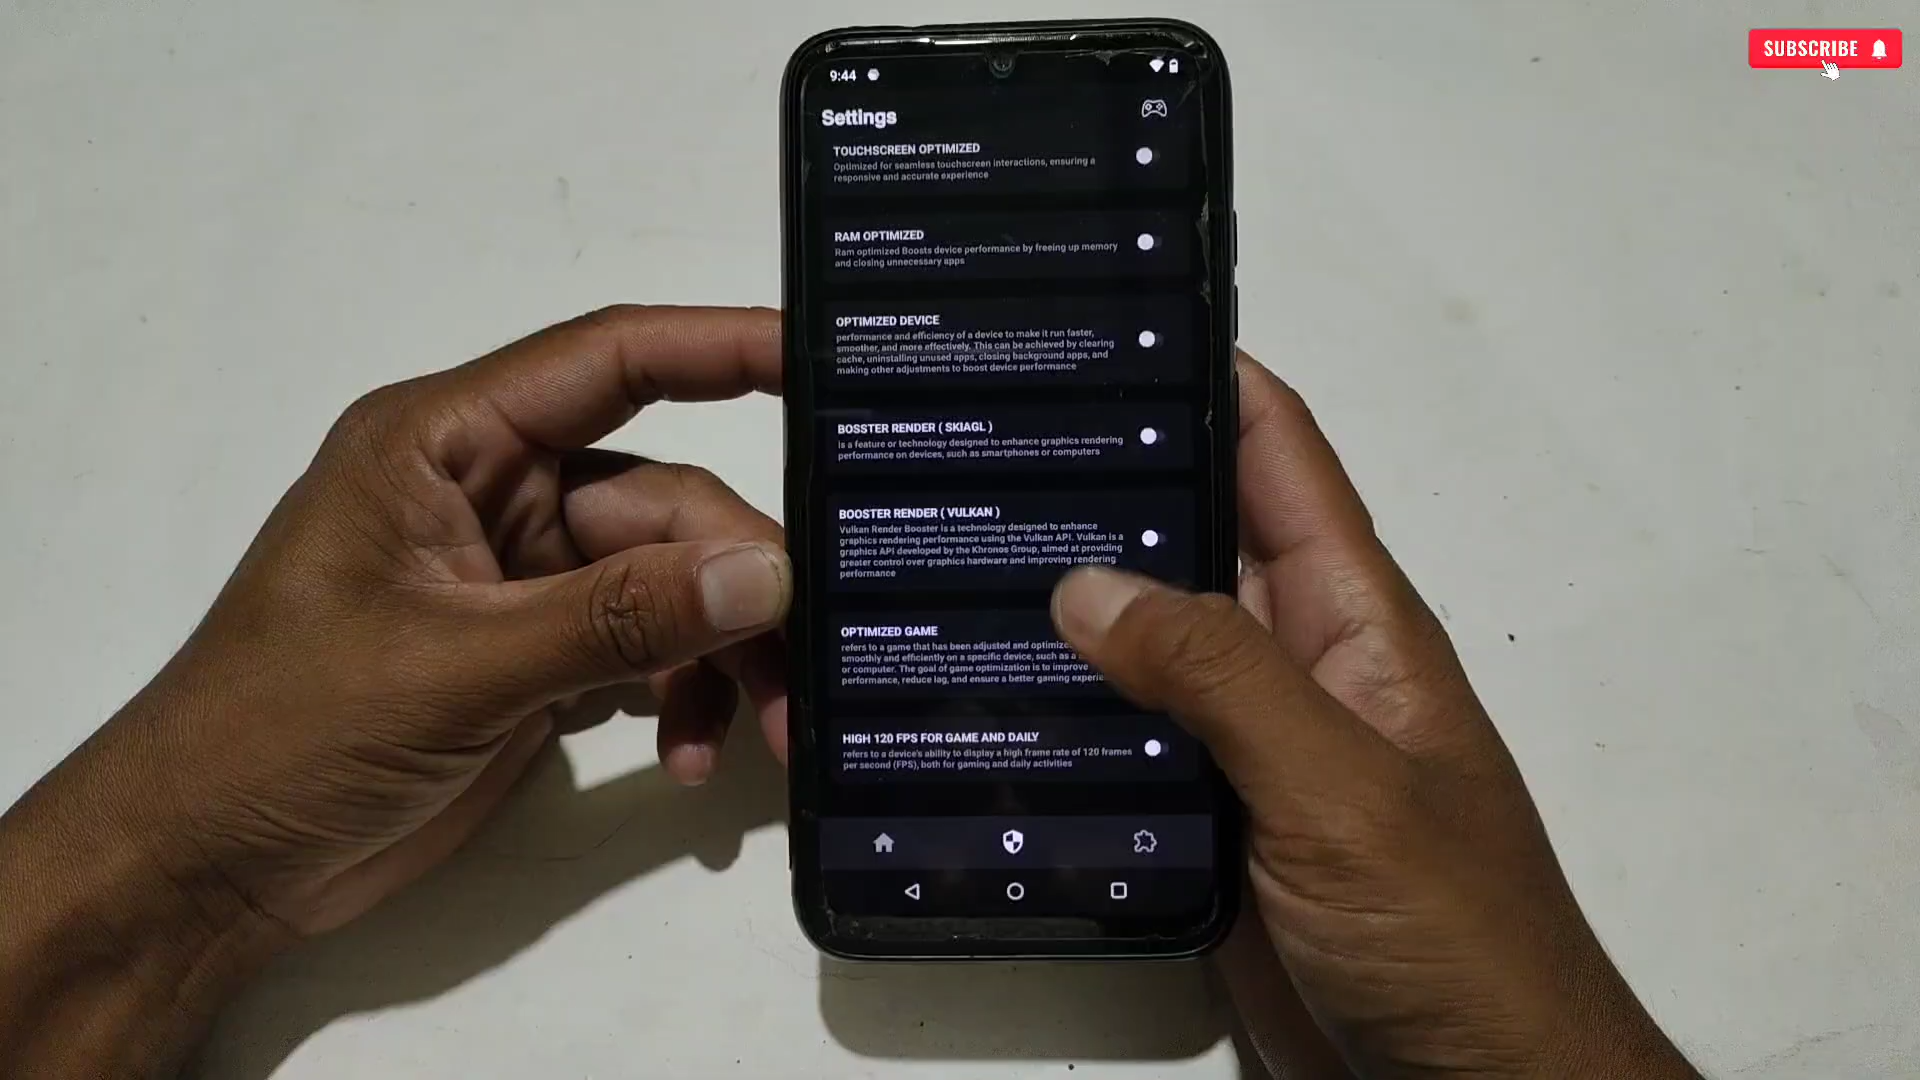 SUBSCRIBE
9:44
Settings
TOUCHSCREEN OPTIMIZED
Optimized for seamless touchscreen interactions, ensuring a
responsive and accurate experience
RAM OPTIMIZED
Ram optimized Boosts device performance by freeing up memory
and closing unnecessary apps
OPTIMIZED DEVICE
performance and efficiency of a device to make it run faster,
smoother, and more effectively. This can be achieved by clearing
cache, uninstalling unused apps, closing background apps, and
making other adjustments to boost device performance
BOSSTER RENDER ( SKIAGL )
is a feature or technology designed to enhance graphics rendering
performance on devices, such as smartphones or computers
BOOSTER RENDER ( VULKAN )
Vulkan Render Booster is a technology designed to enhance
graphics rendering performance using the Vulkan API. Vulkan is a
graphics API developed by the Khronos Group, aimed at providing
greater control over graphics hardware and improving rendering
performance
OPTIMIZED GAME
refers to a game that has been adjusted and
smoothly and efficiently on a specific device, such as a
or computer. The goal of game optimization is to improve
performance, reduce lag, and ensure a better gaming
HIGH 120 FPS FOR GAME AND DAILY
refers to a device's ability to display a high frame rate of 120 frames
per second (FPS), both for gaming and daily activities